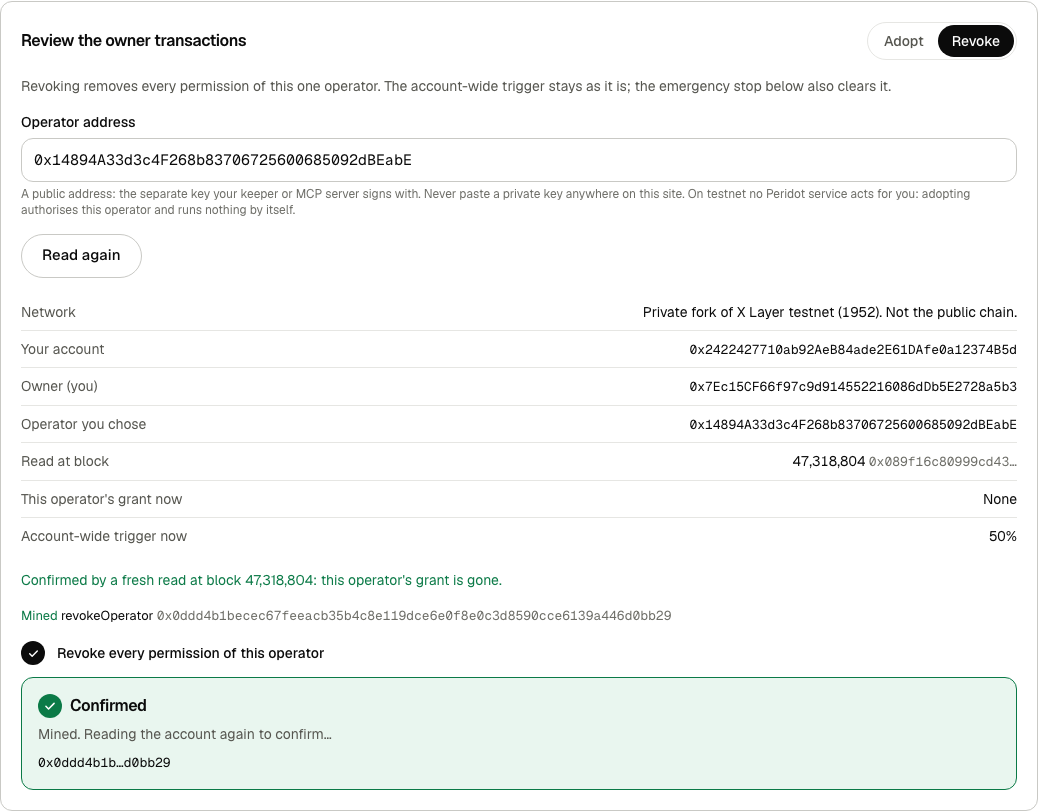 Review the owner transactions
Adopt
Revoke
Revoking removes every permission of this one operator. The account-wide trigger stays as it is; the emergency stop below also clears it.
Operator address
0x14894A33d3c4F268b83706725600685092dBEabE
A public address: the separate key your keeper or MCP server signs with. Never paste a private key anywhere on this site. On testnet no Peridot service acts for you: adopting
authorises this operator and runs nothing by itself.
Read again
Network Private fork of X Layer testnet (1952). Not the public chain.
Your account 0x2422427710ab92AeB84ade2E61DAfe0a12374B5d
Owner (you) 0x7Ec15CF66f97c9d914552216086dDb5E2728a5b3
Operator you chose 0x14894A33d3c4F268b83706725600685092dBEabE
Read at block 47,318,804 0x089f16c80999cd43…
This operator's grant now None
Account-wide trigger now 50%
Confirmed by a fresh read at block 47,318,804: this operator's grant is gone.
Mined revokeOperator 0x0ddd4b1becec67feeacb35b4c8e119dce6e0f8e0c3d8590cce6139a446d0bb29
Revoke every permission of this operator
Confirmed
Mined. Reading the account again to confirm…
0x0ddd4b1b…d0bb29